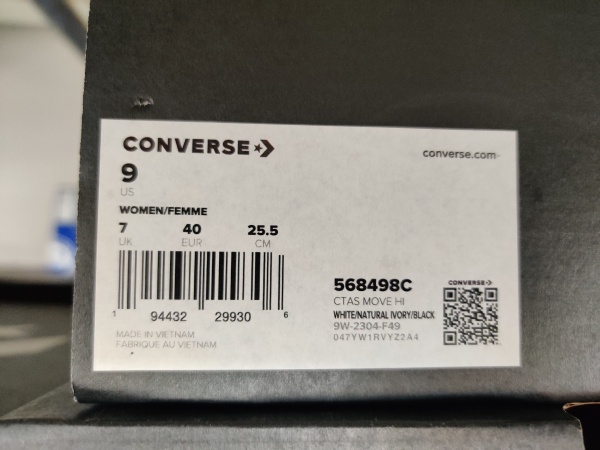 CONVERSE
converse.com
9
US
WOMEN/FEMME
7 40 25.5
UK EUR CM
1 94432 29930 6
MADE IN VIETNAM
FABRIQUE AU VIETNAM
568498C
CTAS MOVE HI
WHITE/NATURAL IVORY/BLACK
9W-2304-F49
047YW1RVYZ2A4
CONVERSE